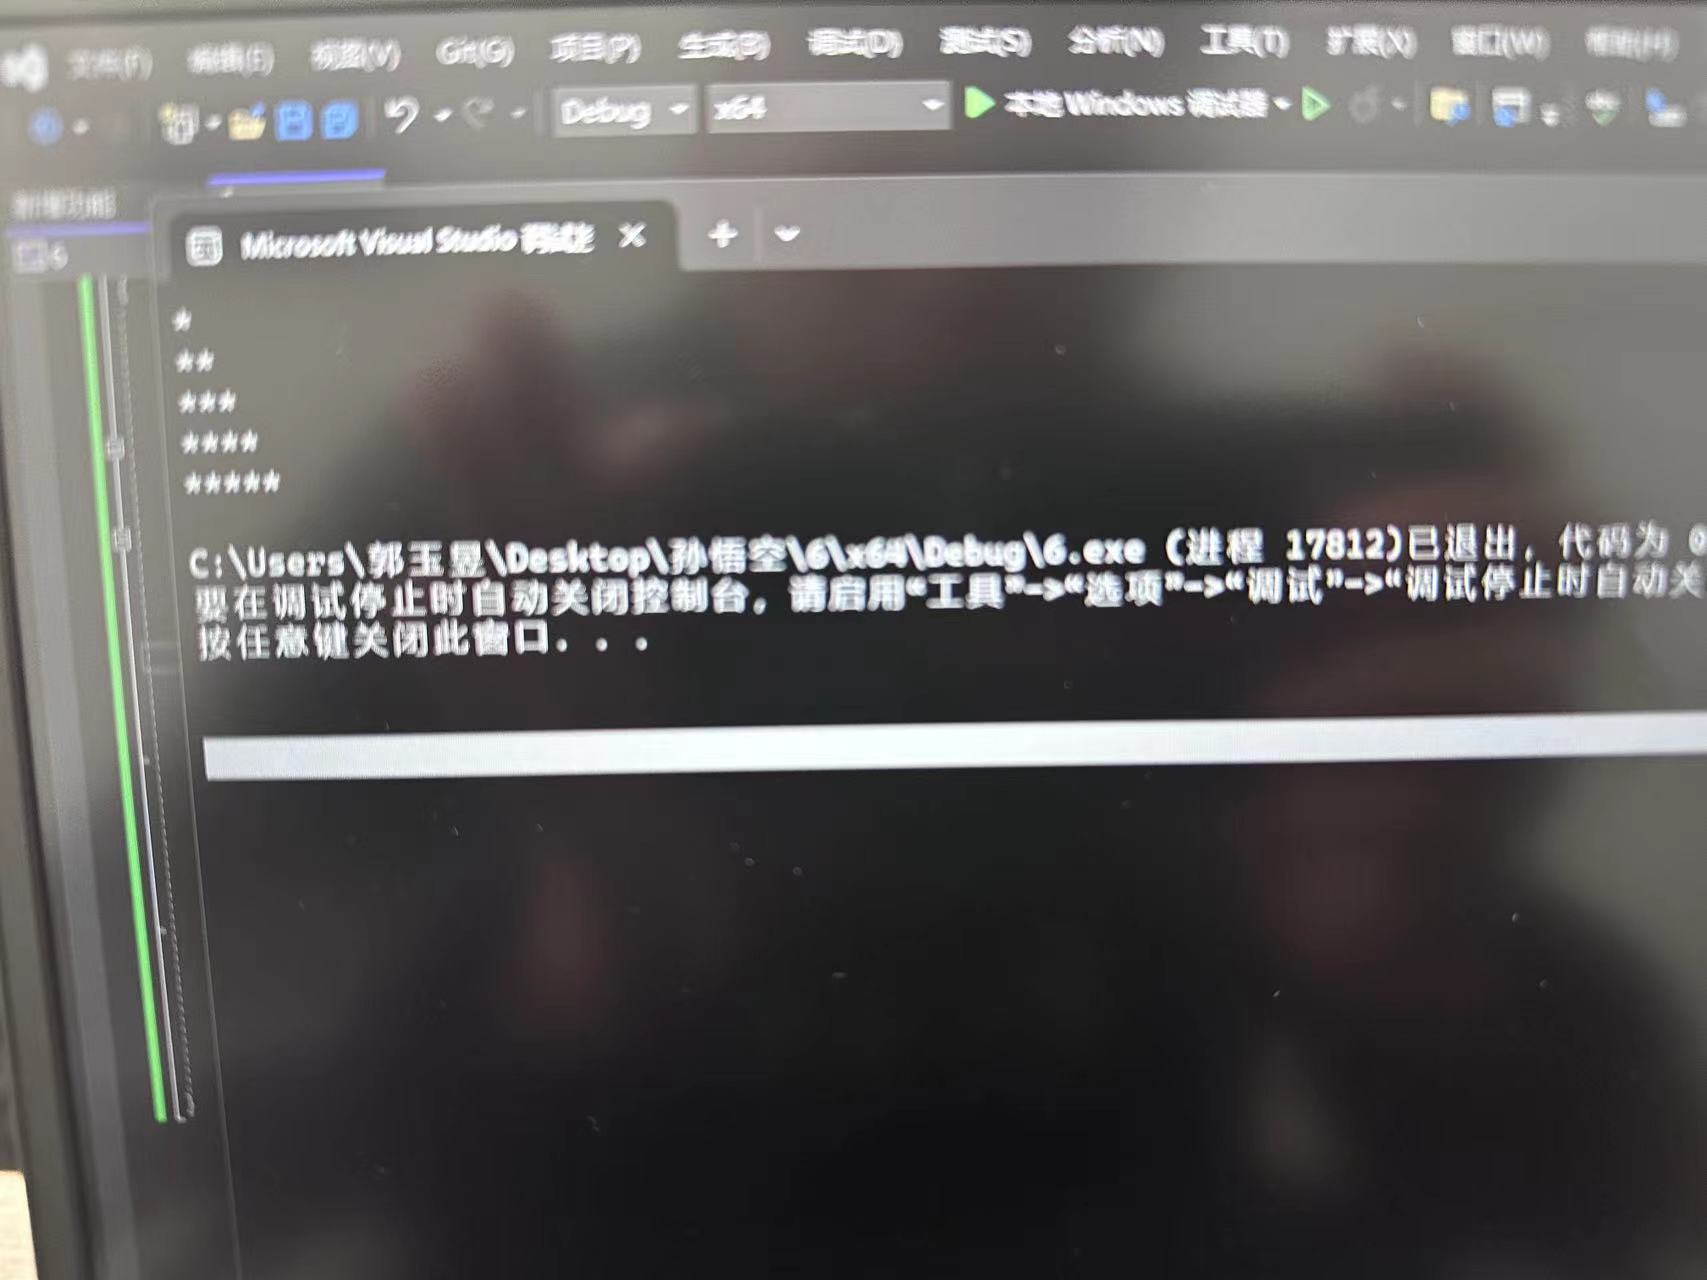 文件(F) 编辑(E) 视图(V) Git(G) 项目(P) 生成(B) 调试(D) 测试(S) 分析(N) 工具(T) 扩展(X) 窗口(W) 帮助(H)
Debug x64 本地 Windows 调试器
新增功能
6
Microsoft Visual Studio 调试
*
**
***
****
*****
C:\Users\郭玉昱\Desktop\孙悟空\6\x64\Debug\6.exe (进程 17812)已退出，代码为 0
要在调试停止时自动关闭控制台，请启用“工具”->“选项”->“调试”->“调试停止时自动关
按任意键关闭此窗口. . .